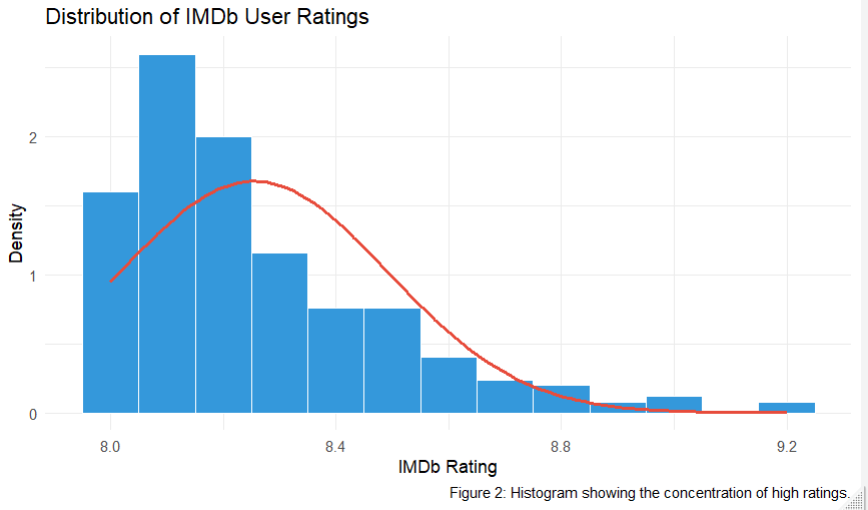 Distribution of IMDb User Ratings
Density
2
1
0
8.0 8.4 8.8 9.2
IMDb Rating
Figure 2: Histogram showing the concentration of high ratings.